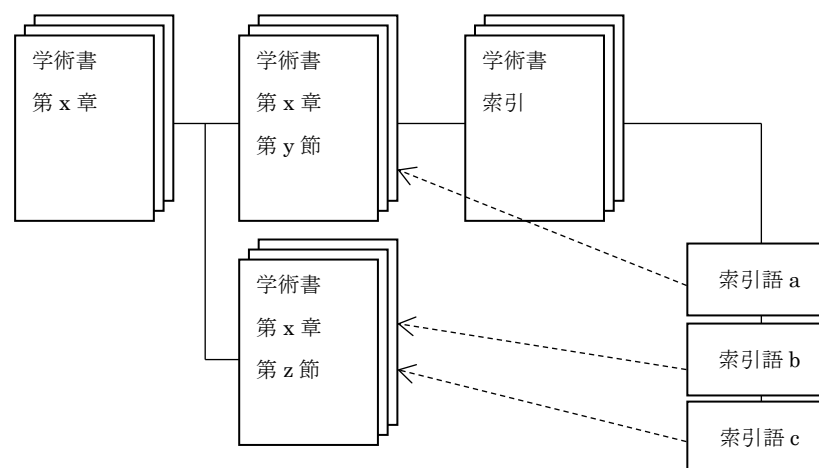 学術書
第 x 章
学術書
第 x 章
第 y 節
学術書
索引
学術書
第 x 章
第 z 節
索引語 a
索引語 b
索引語 c